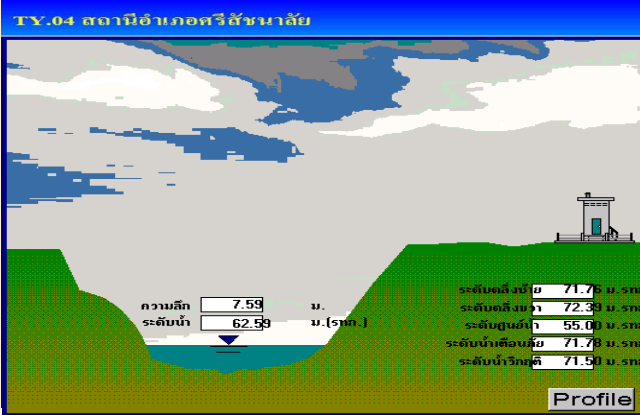 TY.04 สถานีอำเภอศรีสัชนาลัย
ความลึก 7.59 ม.
ระดับน้ำ 62.59 ม.(รทก.)
ระดับตลิ่งซ้าย 71.76 ม.รท
ระดับตลิ่งขวา 72.39 ม.รท
ระดับศูนย์น้ำ 55.00 ม.รท
ระดับน้ำเตือนภัย 71.78 ม.รท
ระดับน้ำวิกฤติ 71.50 ม.รท
Profile